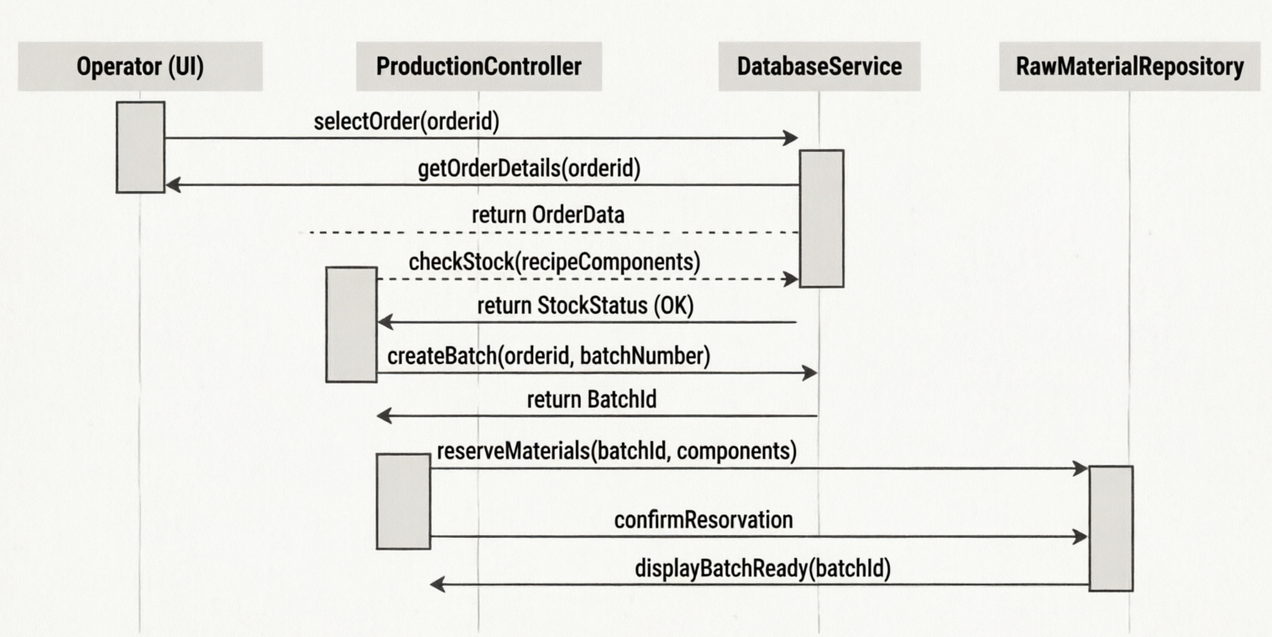 Operator (UI)
ProductionController
DatabaseService
RawMaterialRepository
selectOrder(orderid)
getOrderDetails(orderid)
return OrderData
checkStock(recipeComponents)
return StockStatus (OK)
createBatch(orderid, batchNumber)
return BatchId
reserveMaterials(batchId, components)
confirmResorvation
displayBatchReady(batchId)